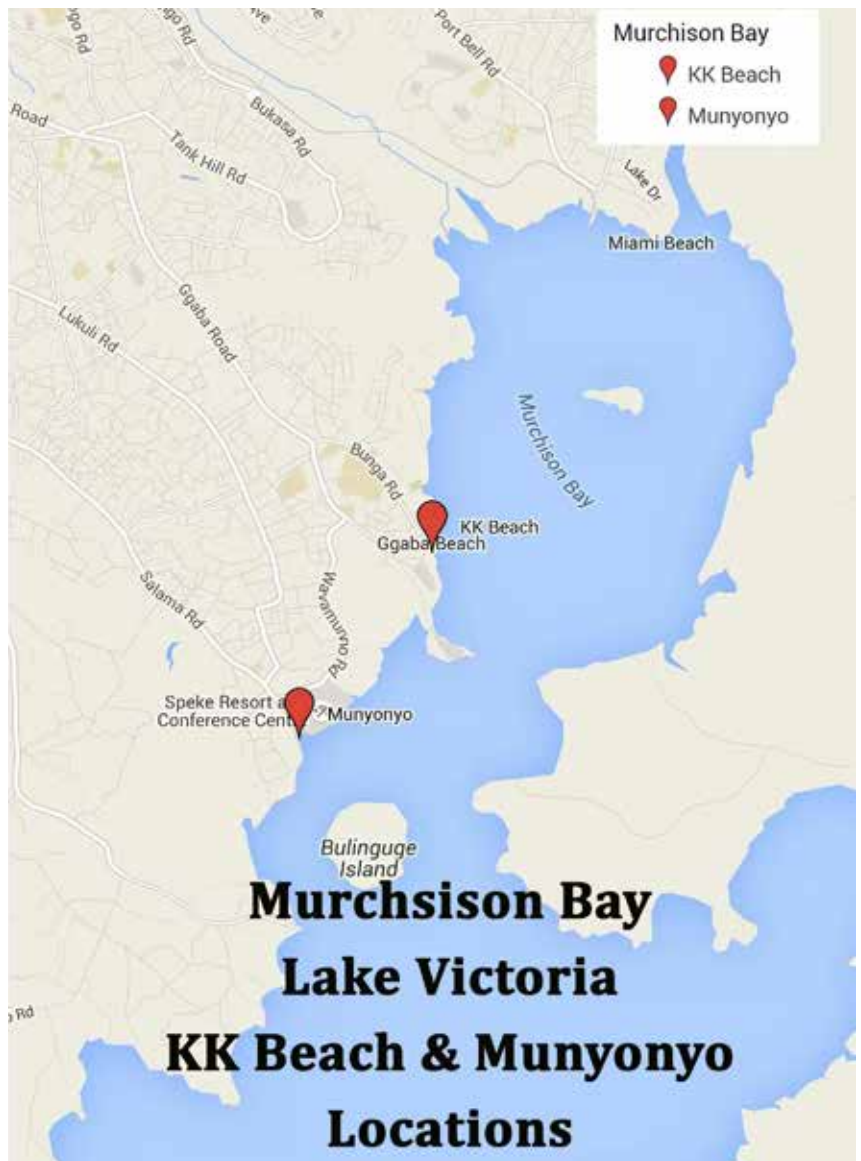 Murchison Bay
KK Beach
Munyonyo
Port Bell Rd
Bukasa Rd
Road
Tank Hill Rd
Lake Dr
Miami Beach
Ggaba Road
Lukuli Rd
Murchison Bay
Bunga Rd
KK Beach
Ggaba Beach
Salama Rd
Wavamunno Rd
Speke Resort a
Conference Cent
Munyonyo
Bulinguge
Island
Murchsison Bay
Lake Victoria
KK Beach & Munyonyo
Locations